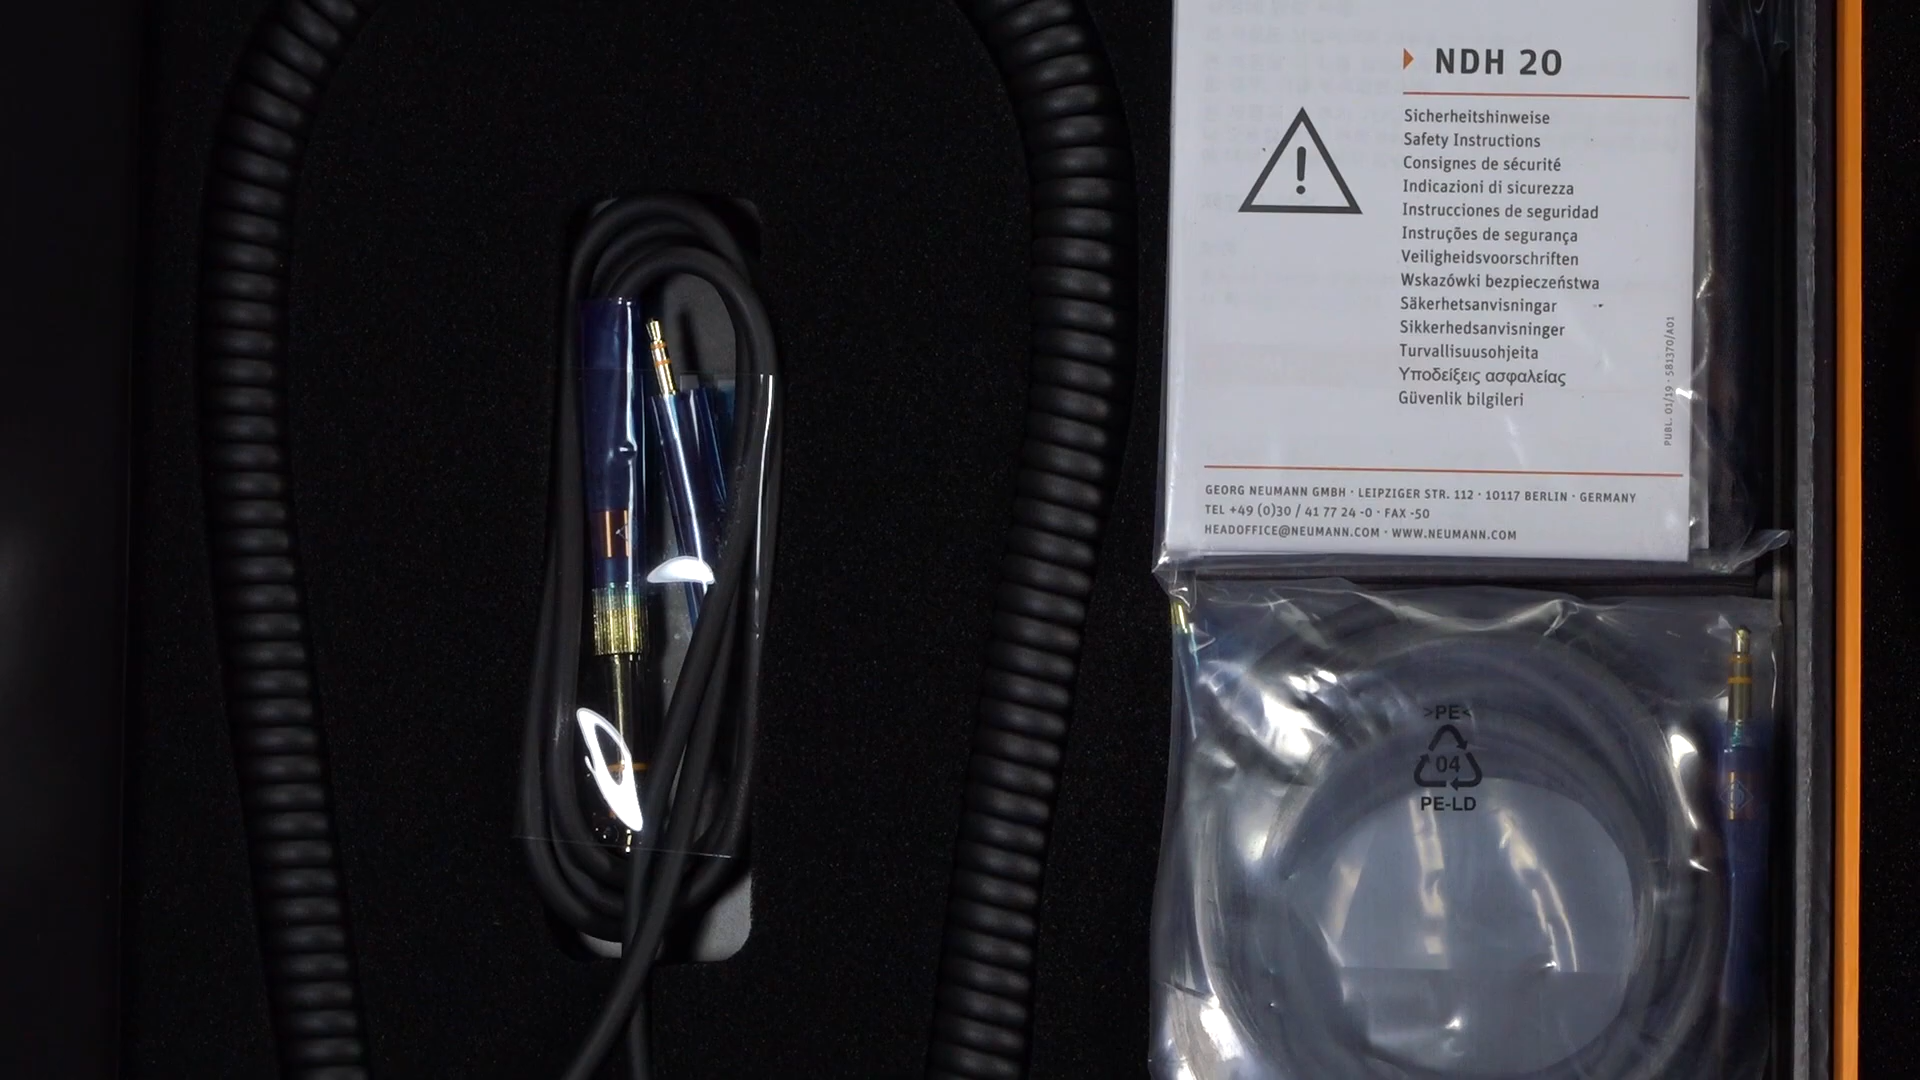 NDH 20
Sicherheitshinweise
Safety Instructions
Consignes de sécurité
Indicazioni di sicurezza
Instrucciones de seguridad
Instruções de segurança
Veiligheidsvoorschriften
Wskazówki bezpieczeństwa
Säkerhetsanvisningar
Sikkerhedsanvisninger
Turvallisuusohjeita
Υποδείξεις ασφαλείας
Güvenlik bilgileri
PUBL. 01/19 · 581370/A01
GEORG NEUMANN GMBH · LEIPZIGER STR. 112 · 10117 BERLIN · GERMANY
TEL +49 (0)30 / 41 77 24 -0 · FAX -50
HEADOFFICE@NEUMANN.COM · WWW.NEUMANN.COM
>PE<
04
PE-LD